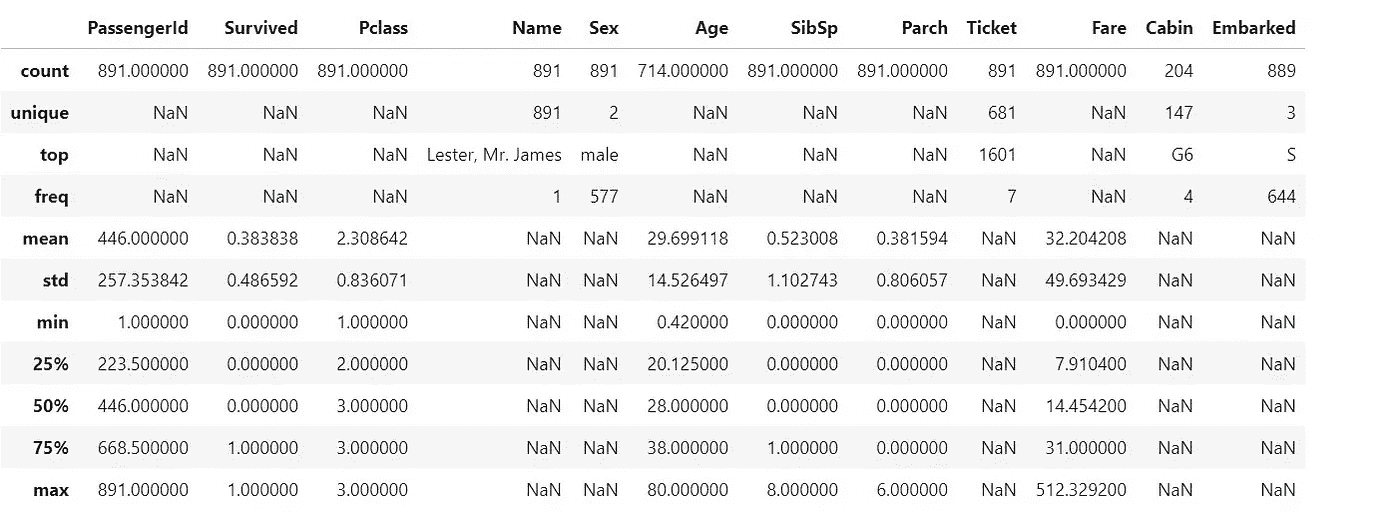 PassengerId Survived Pclass Name Sex Age SibSp Parch Ticket Fare Cabin Embarked
count 891.000000 891.000000 891.000000 891 891 714.000000 891.000000 891.000000 891 891.000000 204 889
unique NaN NaN NaN 891 2 NaN NaN NaN 681 NaN 147 3
top NaN NaN NaN Lester, Mr. James male NaN NaN NaN 1601 NaN G6 S
freq NaN NaN NaN 1 577 NaN NaN NaN 7 NaN 4 644
mean 446.000000 0.383838 2.308642 NaN NaN 29.699118 0.523008 0.381594 NaN 32.204208 NaN NaN
std 257.353842 0.486592 0.836071 NaN NaN 14.526497 1.102743 0.806057 NaN 49.693429 NaN NaN
min 1.000000 0.000000 1.000000 NaN NaN 0.420000 0.000000 0.000000 NaN 0.000000 NaN NaN
25% 223.500000 0.000000 2.000000 NaN NaN 20.125000 0.000000 0.000000 NaN 7.910400 NaN NaN
50% 446.000000 0.000000 3.000000 NaN NaN 28.000000 0.000000 0.000000 NaN 14.454200 NaN NaN
75% 668.500000 1.000000 3.000000 NaN NaN 38.000000 1.000000 0.000000 NaN 31.000000 NaN NaN
max 891.000000 1.000000 3.000000 NaN NaN 80.000000 8.000000 6.000000 NaN 512.329200 NaN NaN